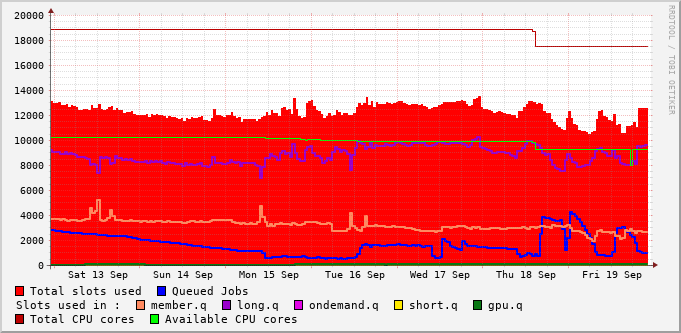 20000
18000
16000
14000
12000
10000
8000
6000
4000
2000
0
Sat 13 Sep Sun 14 Sep Mon 15 Sep Tue 16 Sep Wed 17 Sep Thu 18 Sep Fri 19 Sep
Total slots used Queued Jobs
Slots used in : member.q long.q ondemand.q short.q gpu.q
Total CPU cores Available CPU cores
RRDTOOL / TOBI OETIKER